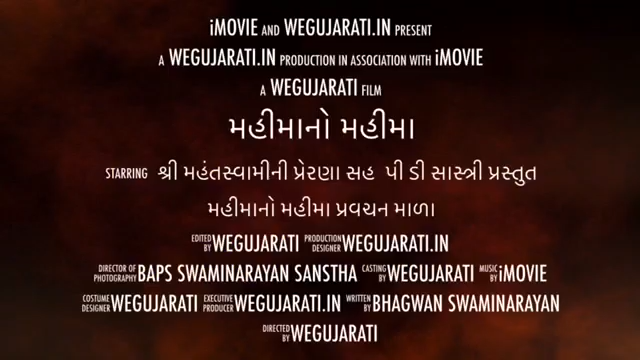 iMOVIE AND WEGUJARATI.IN PRESENT
A WEGUJARATI.IN PRODUCTION IN ASSOCIATION WITH iMOVIE
A WEGUJARATI FILM
મહીમાનો મહીમા
STARRING શ્રી મહંતસ્વામીની પ્રેરણા સહ પી ડી સાસ્ત્રી પ્રસ્તુત
મહીમાનો મહીમા પ્રવચન માળા
EDITED BY WEGUJARATI PRODUCTION DESIGNER WEGUJARATI.IN
DIRECTOR OF PHOTOGRAPHY BAPS SWAMINARAYAN SANSTHA CASTING BY WEGUJARATI MUSIC BY iMOVIE
COSTUME DESIGNER WEGUJARATI EXECUTIVE PRODUCER WEGUJARATI.IN WRITTEN BY BHAGWAN SWAMINARAYAN
DIRECTED BY WEGUJARATI